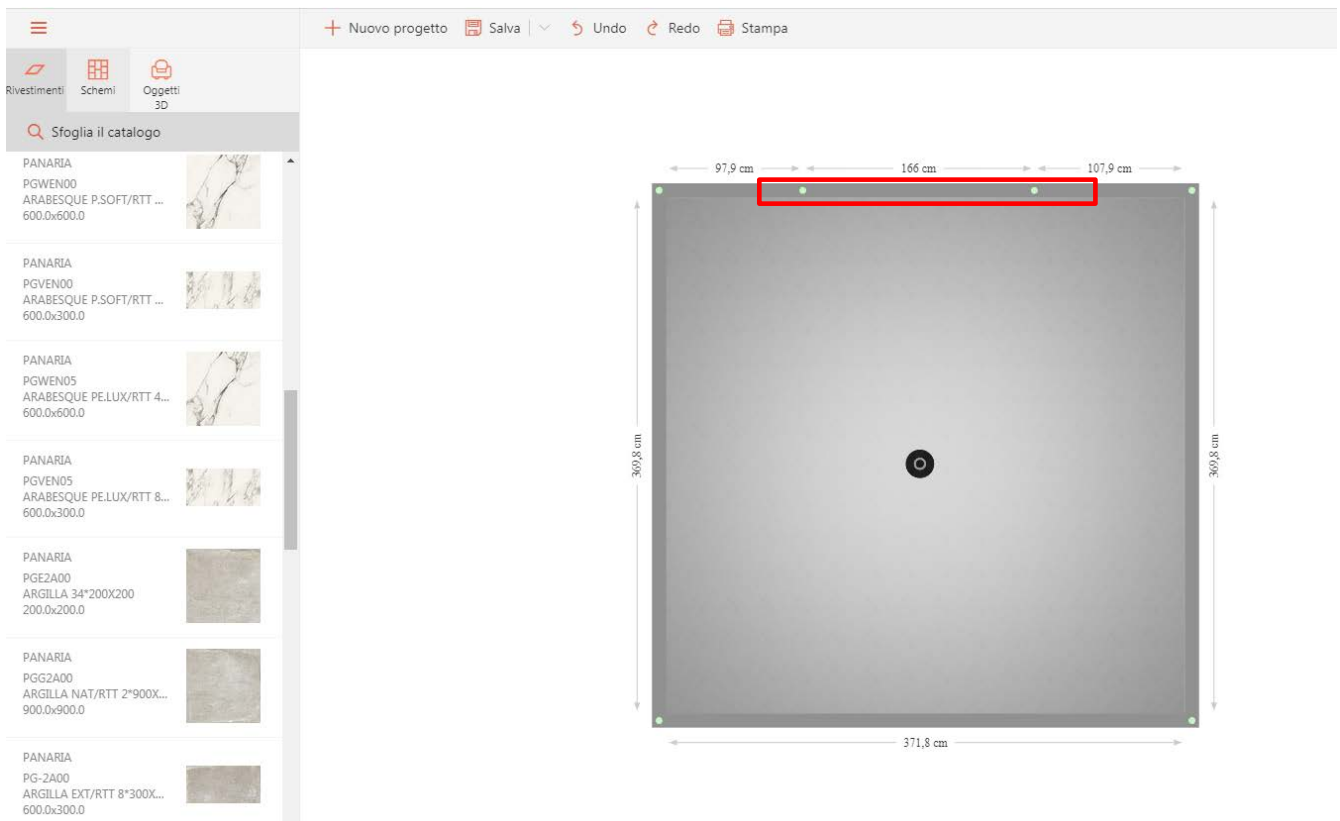 Nuovo progetto Salva Undo Redo Stampa
Rivestimenti Schemi Oggetti
3D
Sfoglia il catalogo
PANARIA
PGWEN00
ARABESQUE P.SOFT/RTT ...
600.0x600.0
PANARIA
PGVEN00
ARABESQUE P.SOFT/RTT ...
600.0x300.0
PANARIA
PGWEN05
ARABESQUE PE.LUX/RTT 4...
600.0x600.0
PANARIA
PGVEN05
ARABESQUE PE.LUX/RTT 8...
600.0x300.0
PANARIA
PGE2A00
ARGILLA 34*200X200
200.0x200.0
PANARIA
PGG2A00
ARGILLA NAT/RTT 2*900X...
900.0x900.0
PANARIA
PG-2A00
ARGILLA EXT/RTT 8*300X...
600.0x300.0
97,9 cm 166 cm 107,9 cm
369,8 cm
369,8 cm
371,8 cm